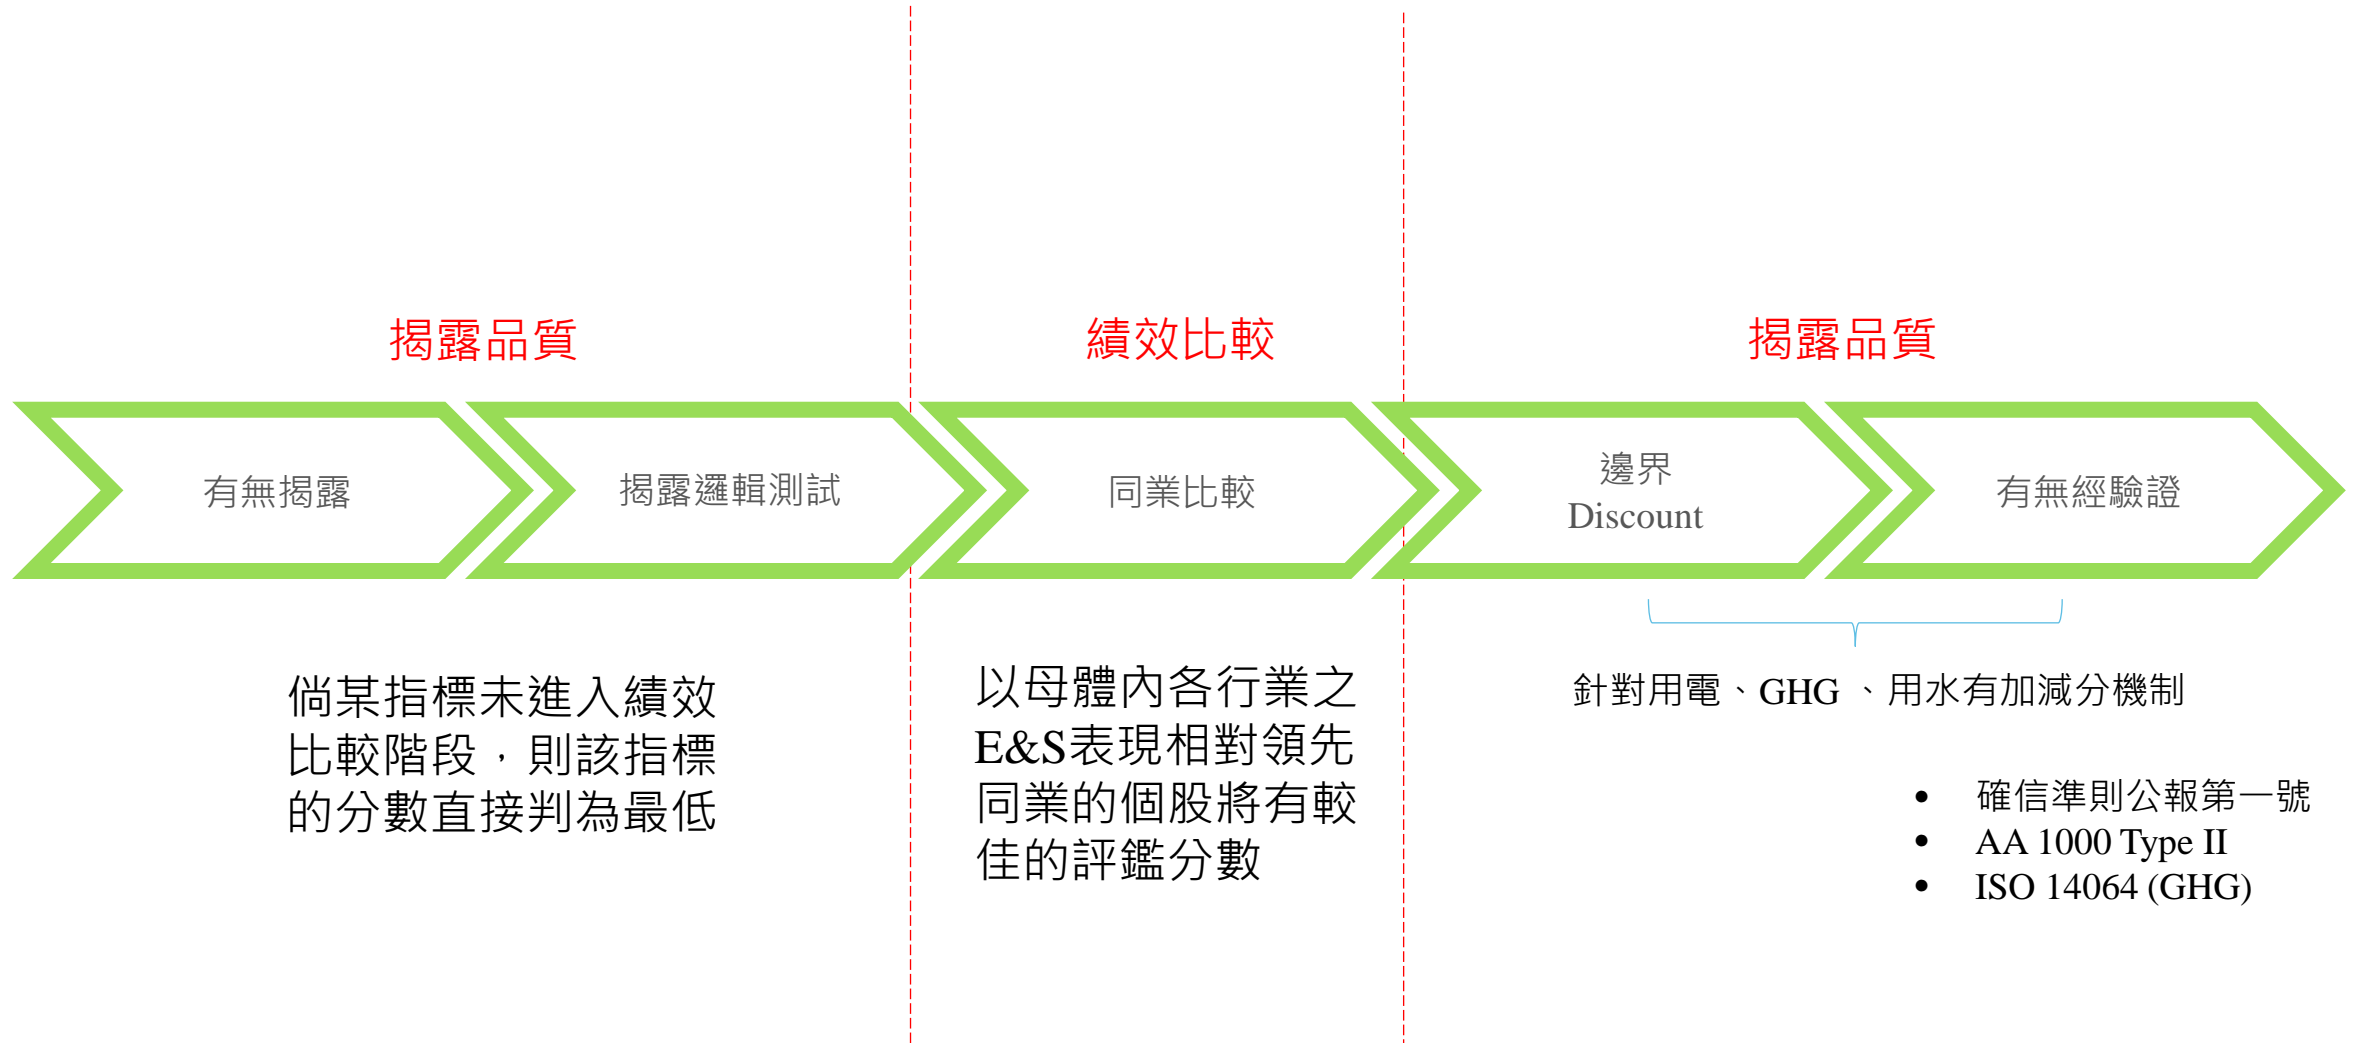 揭露品質
績效比較
揭露品質
有無揭露
揭露邏輯測試
同業比較
邊界
Discount
有無經驗證
倘某指標未進入績效
比較階段，則該指標
的分數直接判為最低
以母體內各行業之
E&S表現相對領先
同業的個股將有較
佳的評鑑分數
針對用電、GHG 、用水有加減分機制
• 確信準則公報第一號
• AA 1000 Type II
• ISO 14064 (GHG)